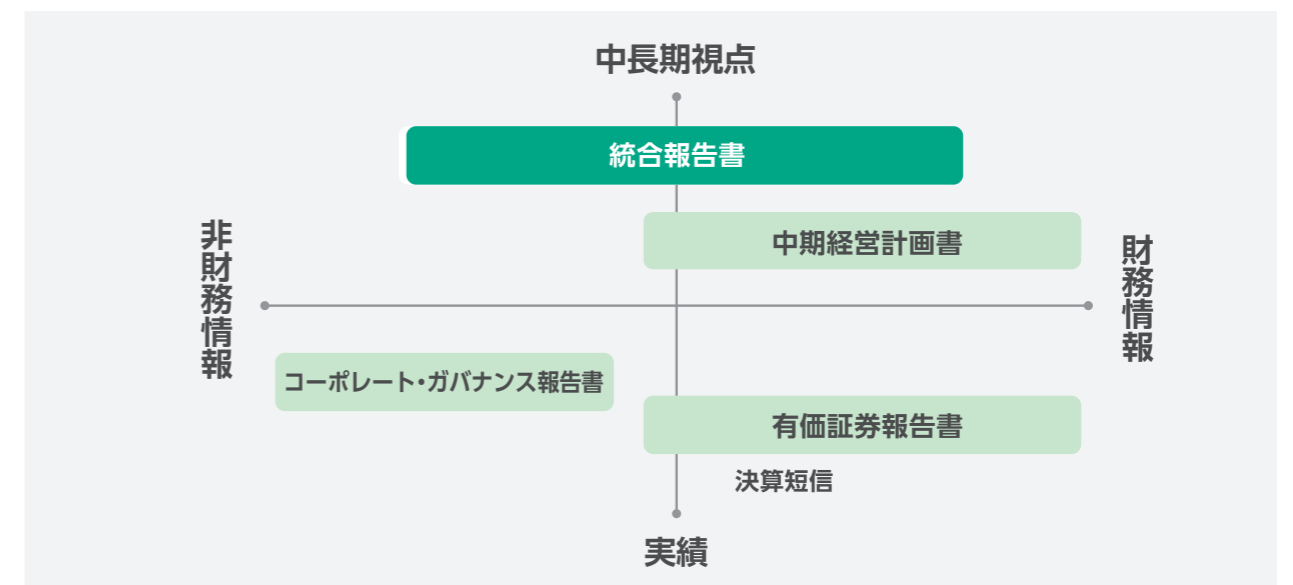 中長期視点
統合報告書
中期経営計画書
非財務情報
財務情報
コーポレート・ガバナンス報告書
有価証券報告書
決算短信
実績